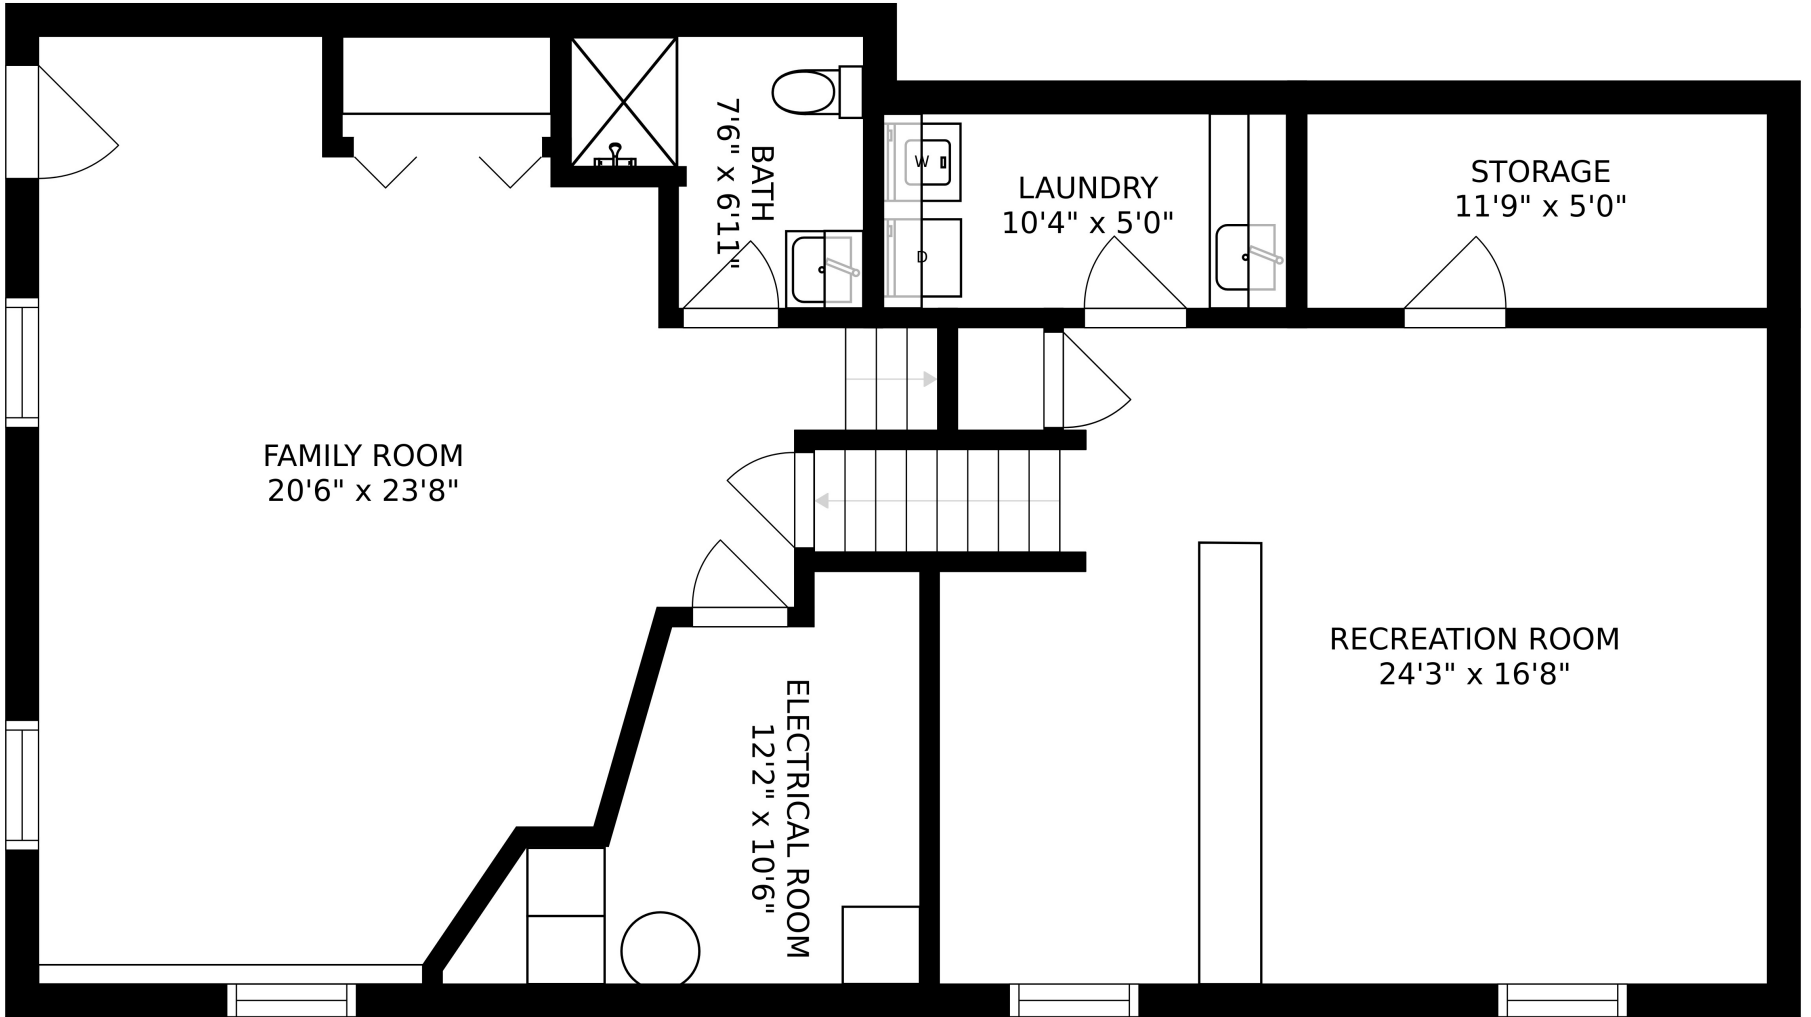 BATH
7'6" x 6'11"
W
D
LAUNDRY
10'4" x 5'0"
STORAGE
11'9" x 5'0"
FAMILY ROOM
20'6" x 23'8"
RECREATION ROOM
24'3" x 16'8"
ELECTRICAL ROOM
12'2" x 10'6"